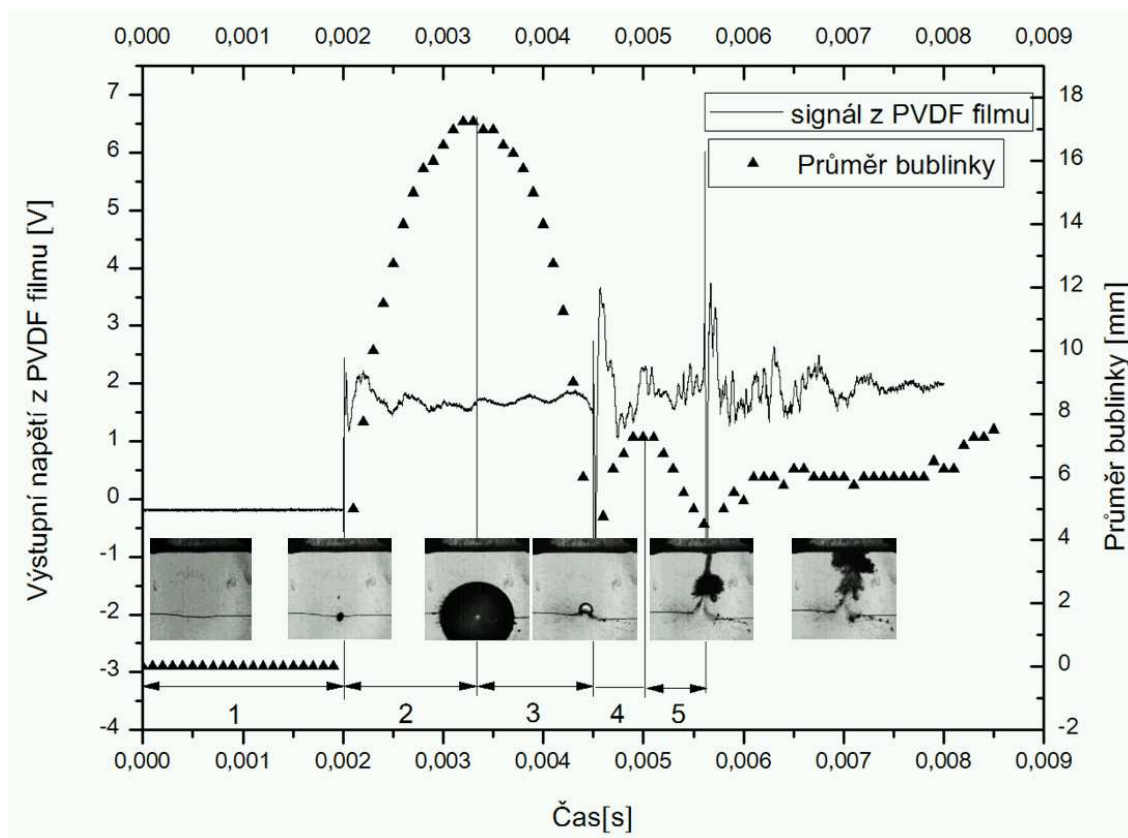 0,000 0,001 0,002 0,003 0,004 0,005 0,006 0,007 0,008 0,009
signál z PVDF filmu
Průměr bublinky
Výstupní napětí z PVDF filmu [V]
7
6
5
4
3
2
1
0
-1
-2
-3
-4
18
16
14
12
10
8
6
4
2
0
-2
Průměr bublinky [mm]
1 2 3 4 5
0,000 0,001 0,002 0,003 0,004 0,005 0,006 0,007 0,008 0,009
Čas[s]